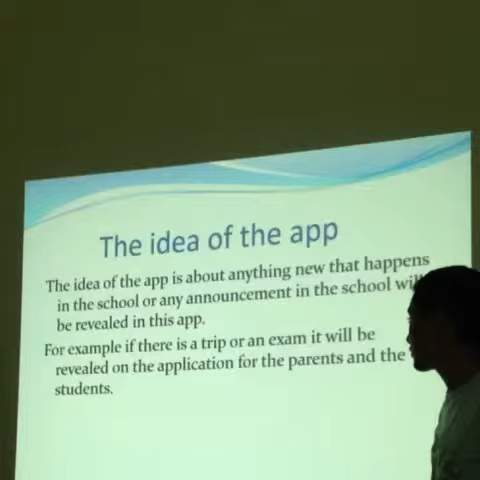 The idea of the app
The idea of the app is about anything new that happens
in the school or any announcement in the school will
be revealed in this app.
For example if there is a trip or an exam it will be
revealed on the application for the parents and the
students.